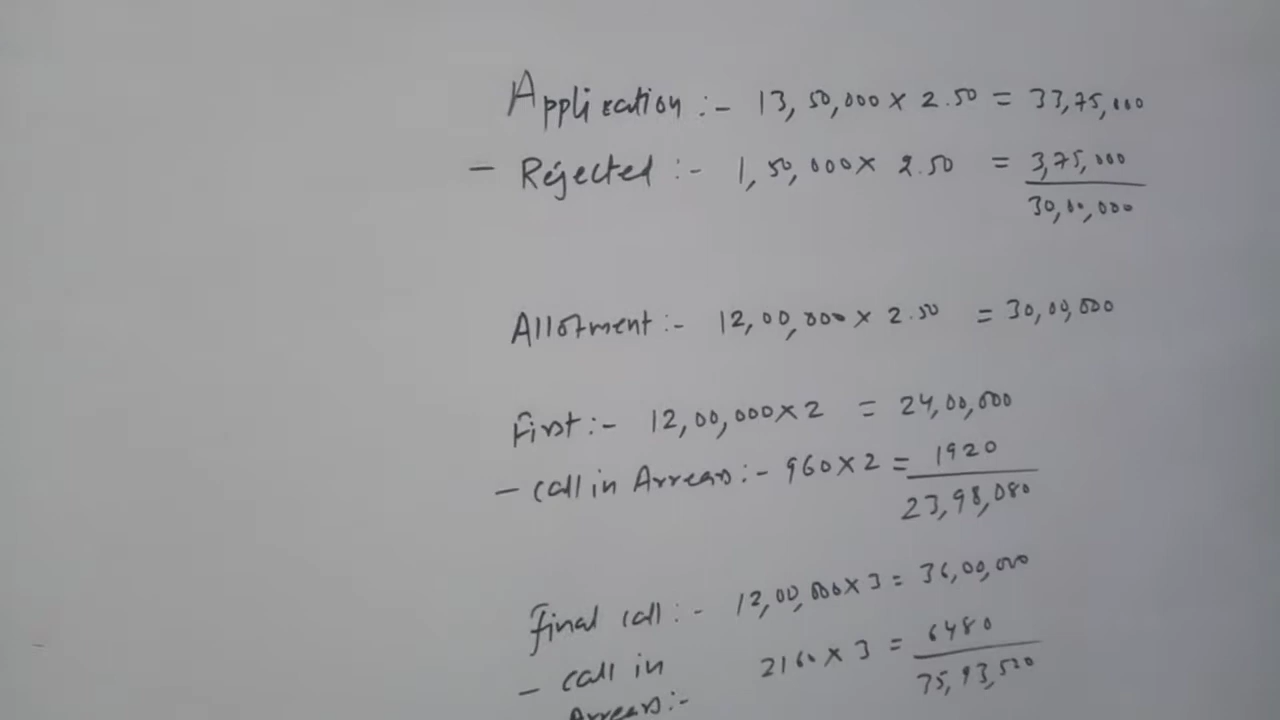 Application :- 13,50,000 × 2.50 = 33,75,000
- Rejected :- 1,50,000 × 2.50 = 3,75,000
30,00,000
Allotment :- 12,00,000 × 2.50 = 30,00,000
First :- 12,00,000 × 2 = 24,00,000
- Call in Arrears :- 960 × 2 = 1920
23,98,080
Final call :- 12,00,000 × 3 = 36,00,000
- call in 2160 × 3 = 6480
Arrears :- 75,93,520